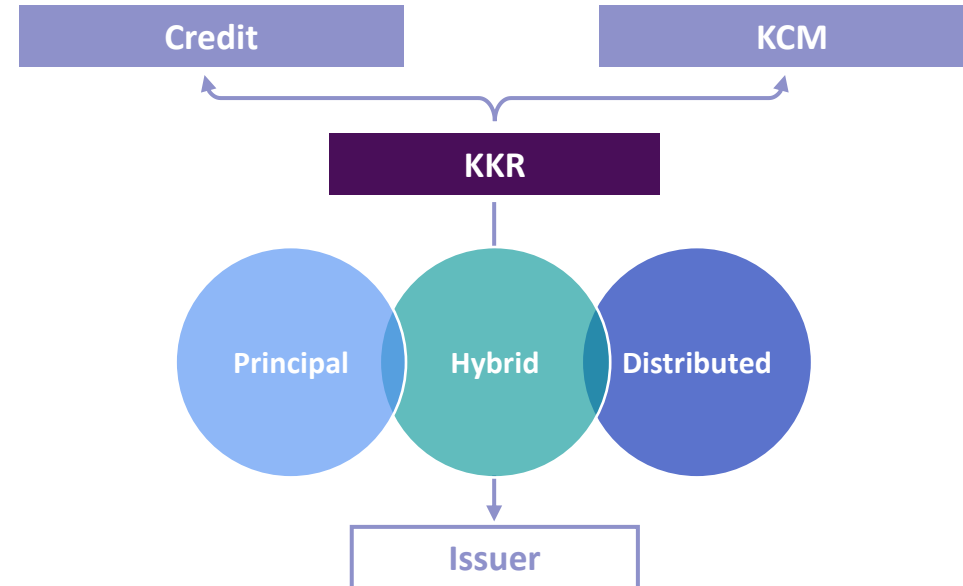 Credit
KCM
KKR
Principal
Hybrid
Distributed
Issuer